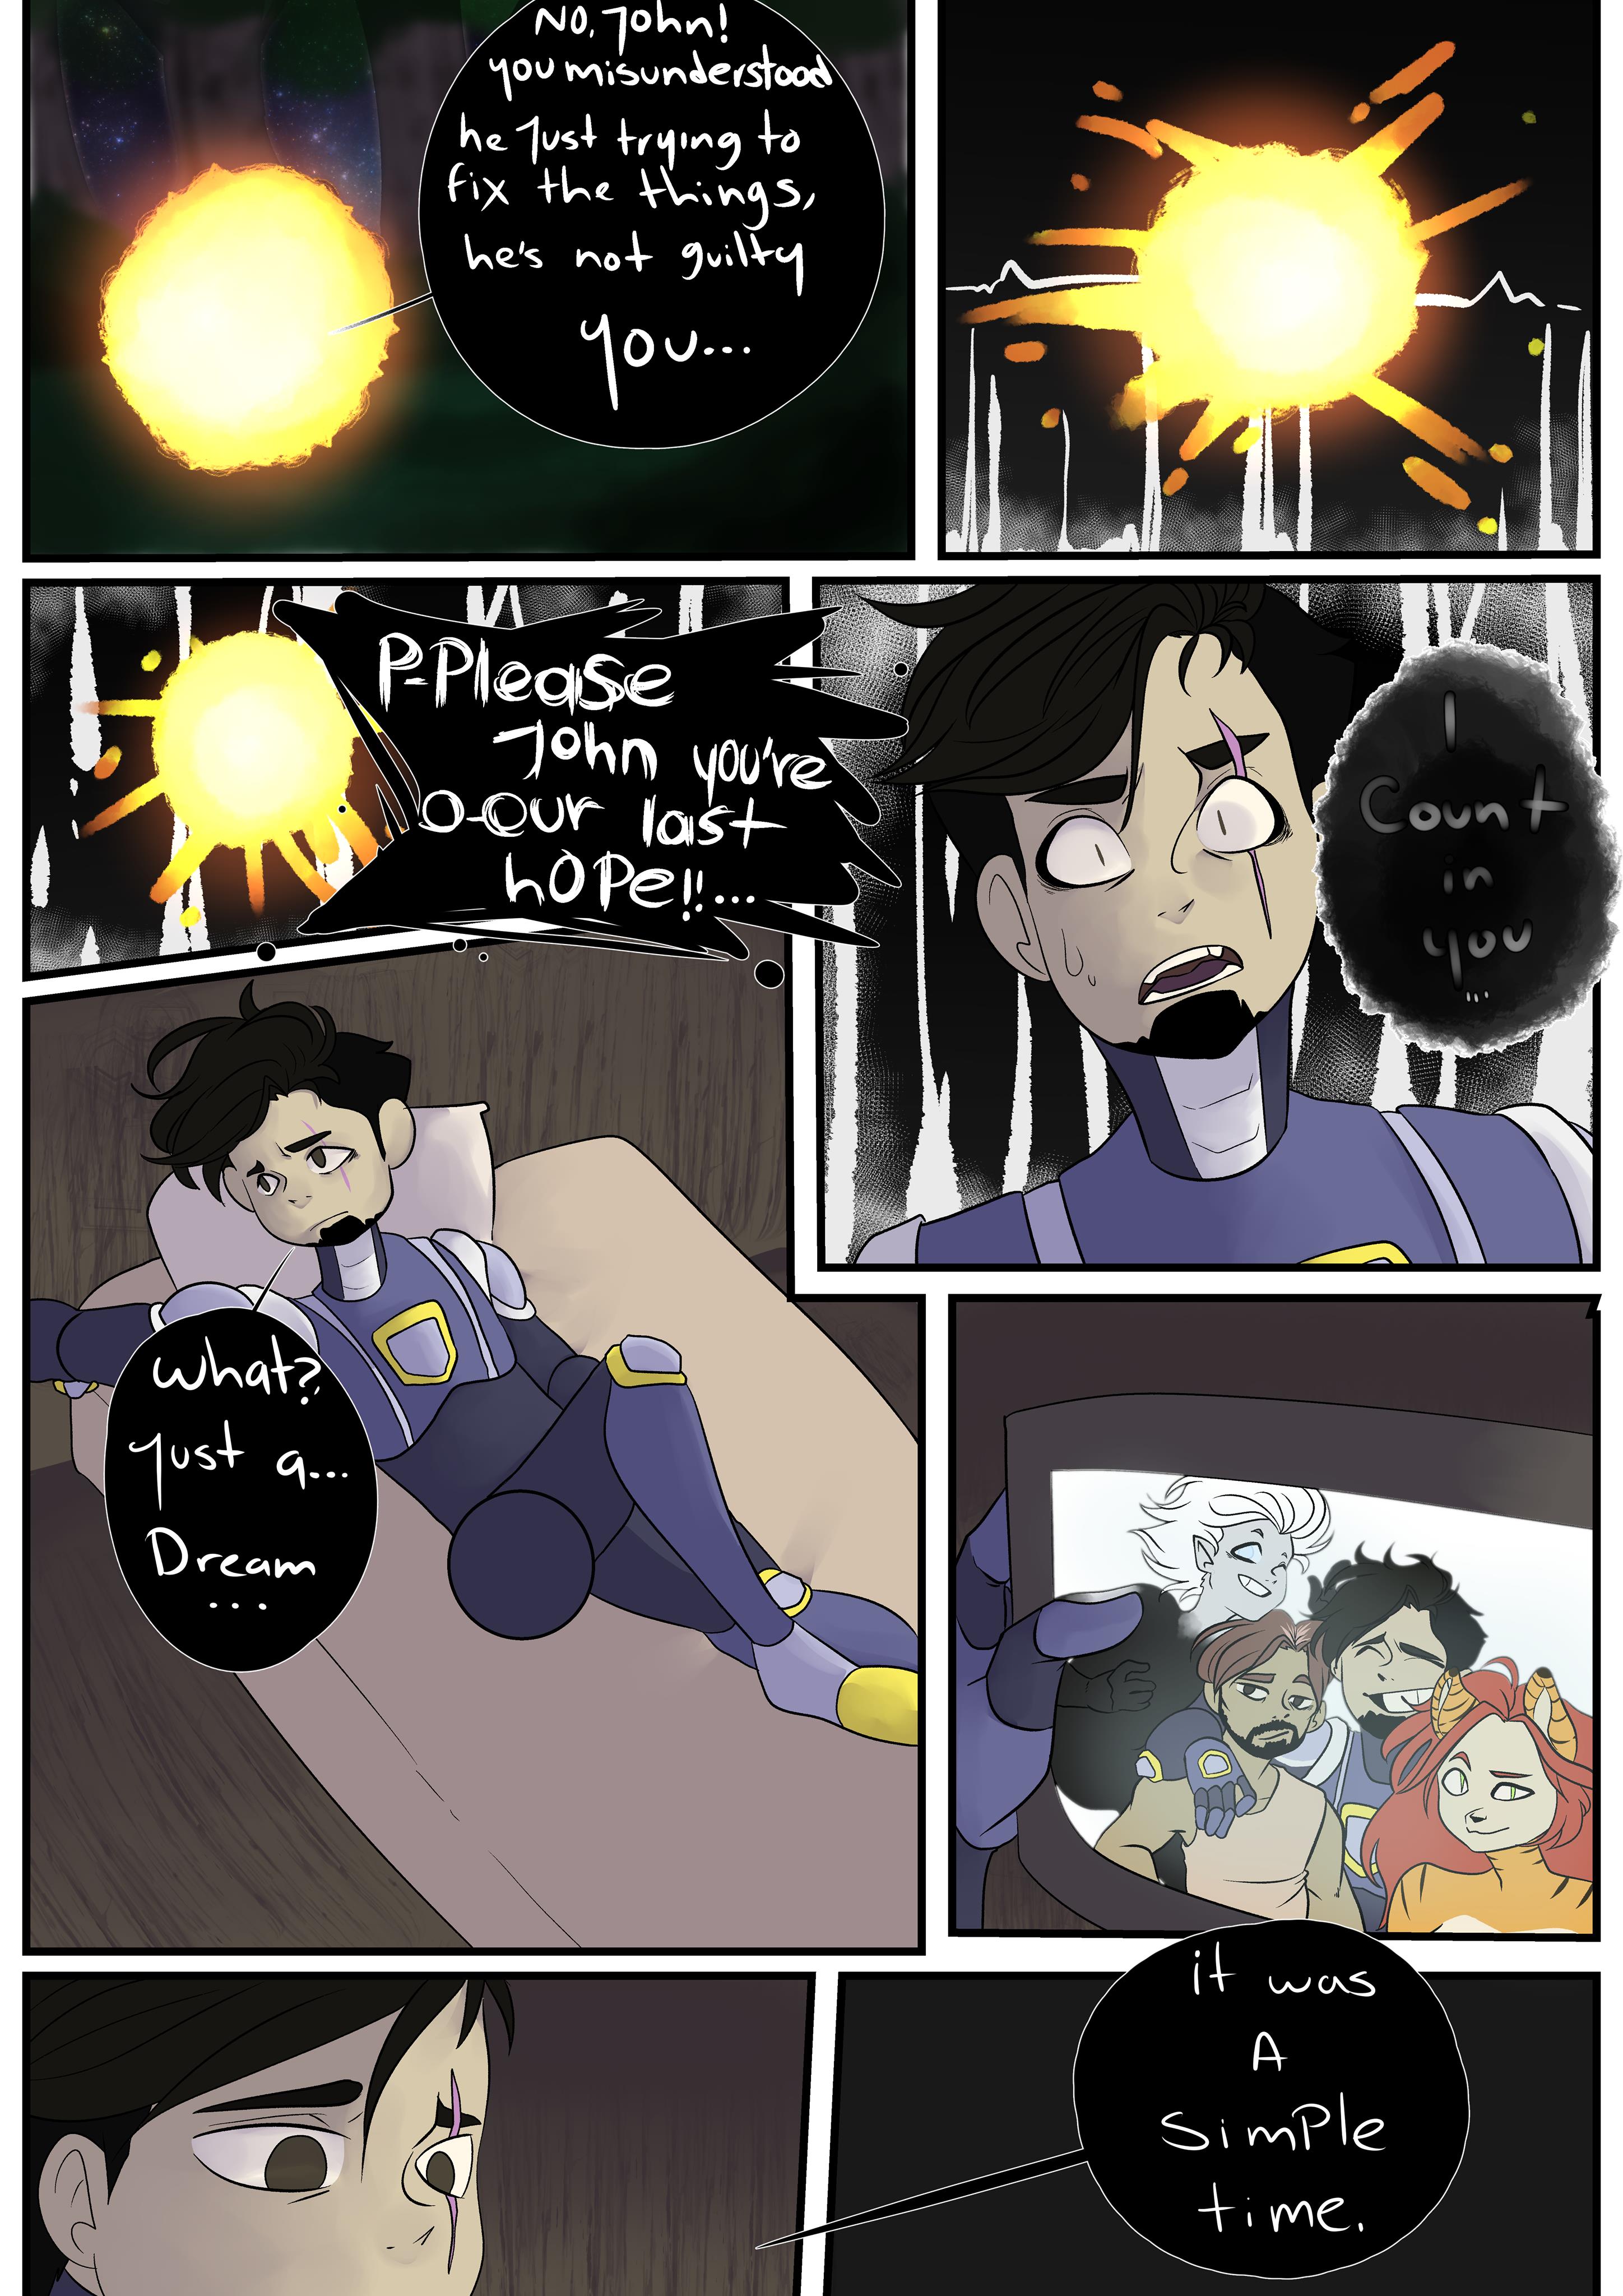 No, John!
you misunderstood
he Just trying to
fix the things,
he's not guilty
you...
P-Please
John you're
o-our last
hope!!...
I
Count
in
you
...
What?
Just a...
Dream
...
it was
A
simple
time.